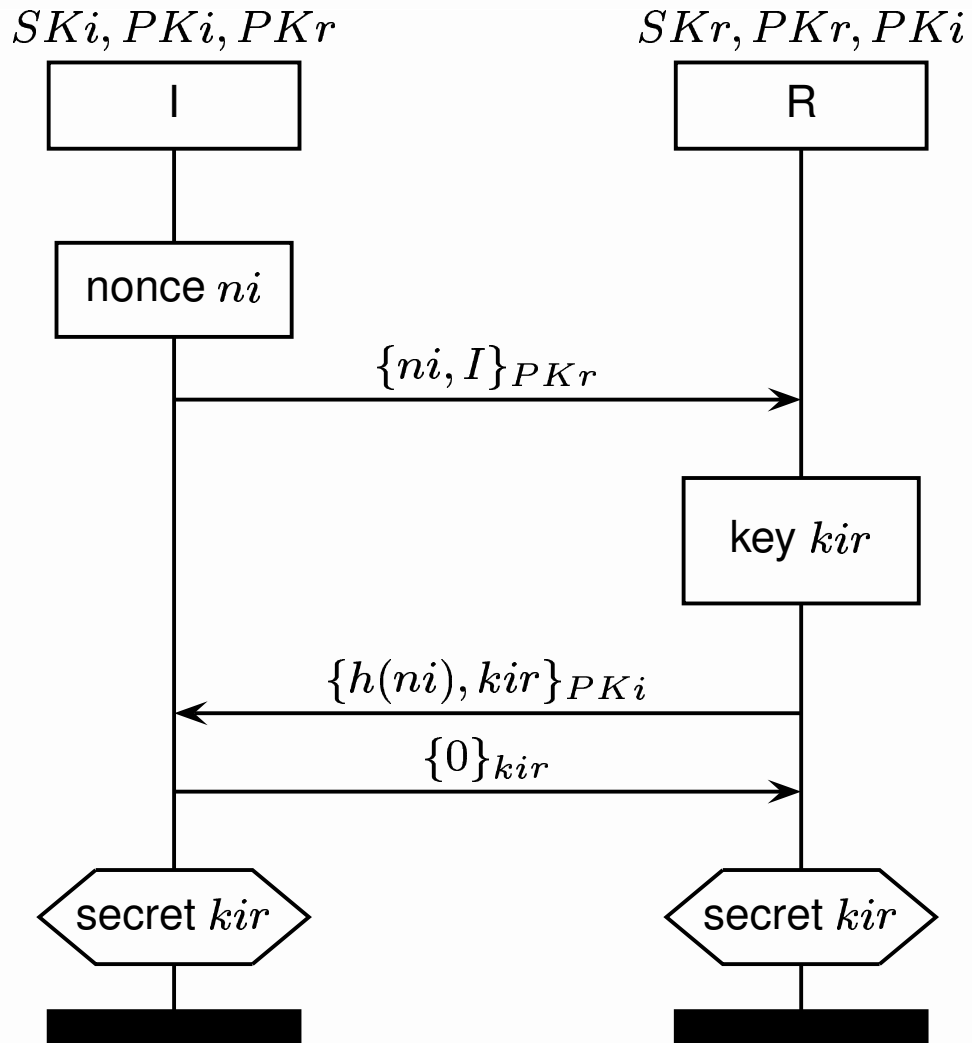 SKi, PKi, PKr
SKr, PKr, PKi
I
R
nonce ni
{ni, I}PKr
key kir
{h(ni), kir}PKi
{0}kir
secret kir
secret kir